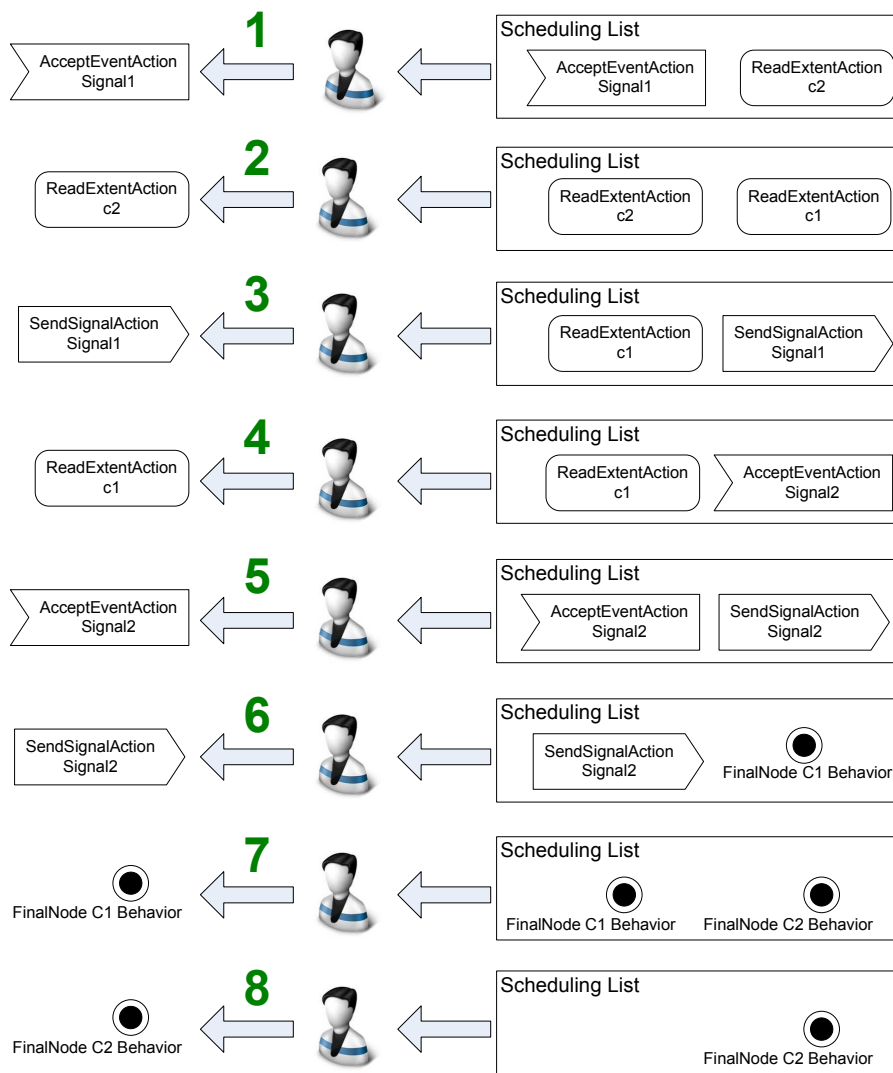 1
Scheduling List
AcceptEventAction
Signal1
AcceptEventAction
Signal1
ReadExtentAction
c2
2
Scheduling List
ReadExtentAction
c2
ReadExtentAction
c2
ReadExtentAction
c1
3
Scheduling List
SendSignalAction
Signal1
ReadExtentAction
c1
SendSignalAction
Signal1
4
Scheduling List
ReadExtentAction
c1
ReadExtentAction
c1
AcceptEventAction
Signal2
5
Scheduling List
AcceptEventAction
Signal2
AcceptEventAction
Signal2
SendSignalAction
Signal2
6
Scheduling List
SendSignalAction
Signal2
SendSignalAction
Signal2
FinalNode C1 Behavior
7
Scheduling List
FinalNode C1 Behavior
FinalNode C1 Behavior
FinalNode C2 Behavior
8
Scheduling List
FinalNode C2 Behavior
FinalNode C2 Behavior